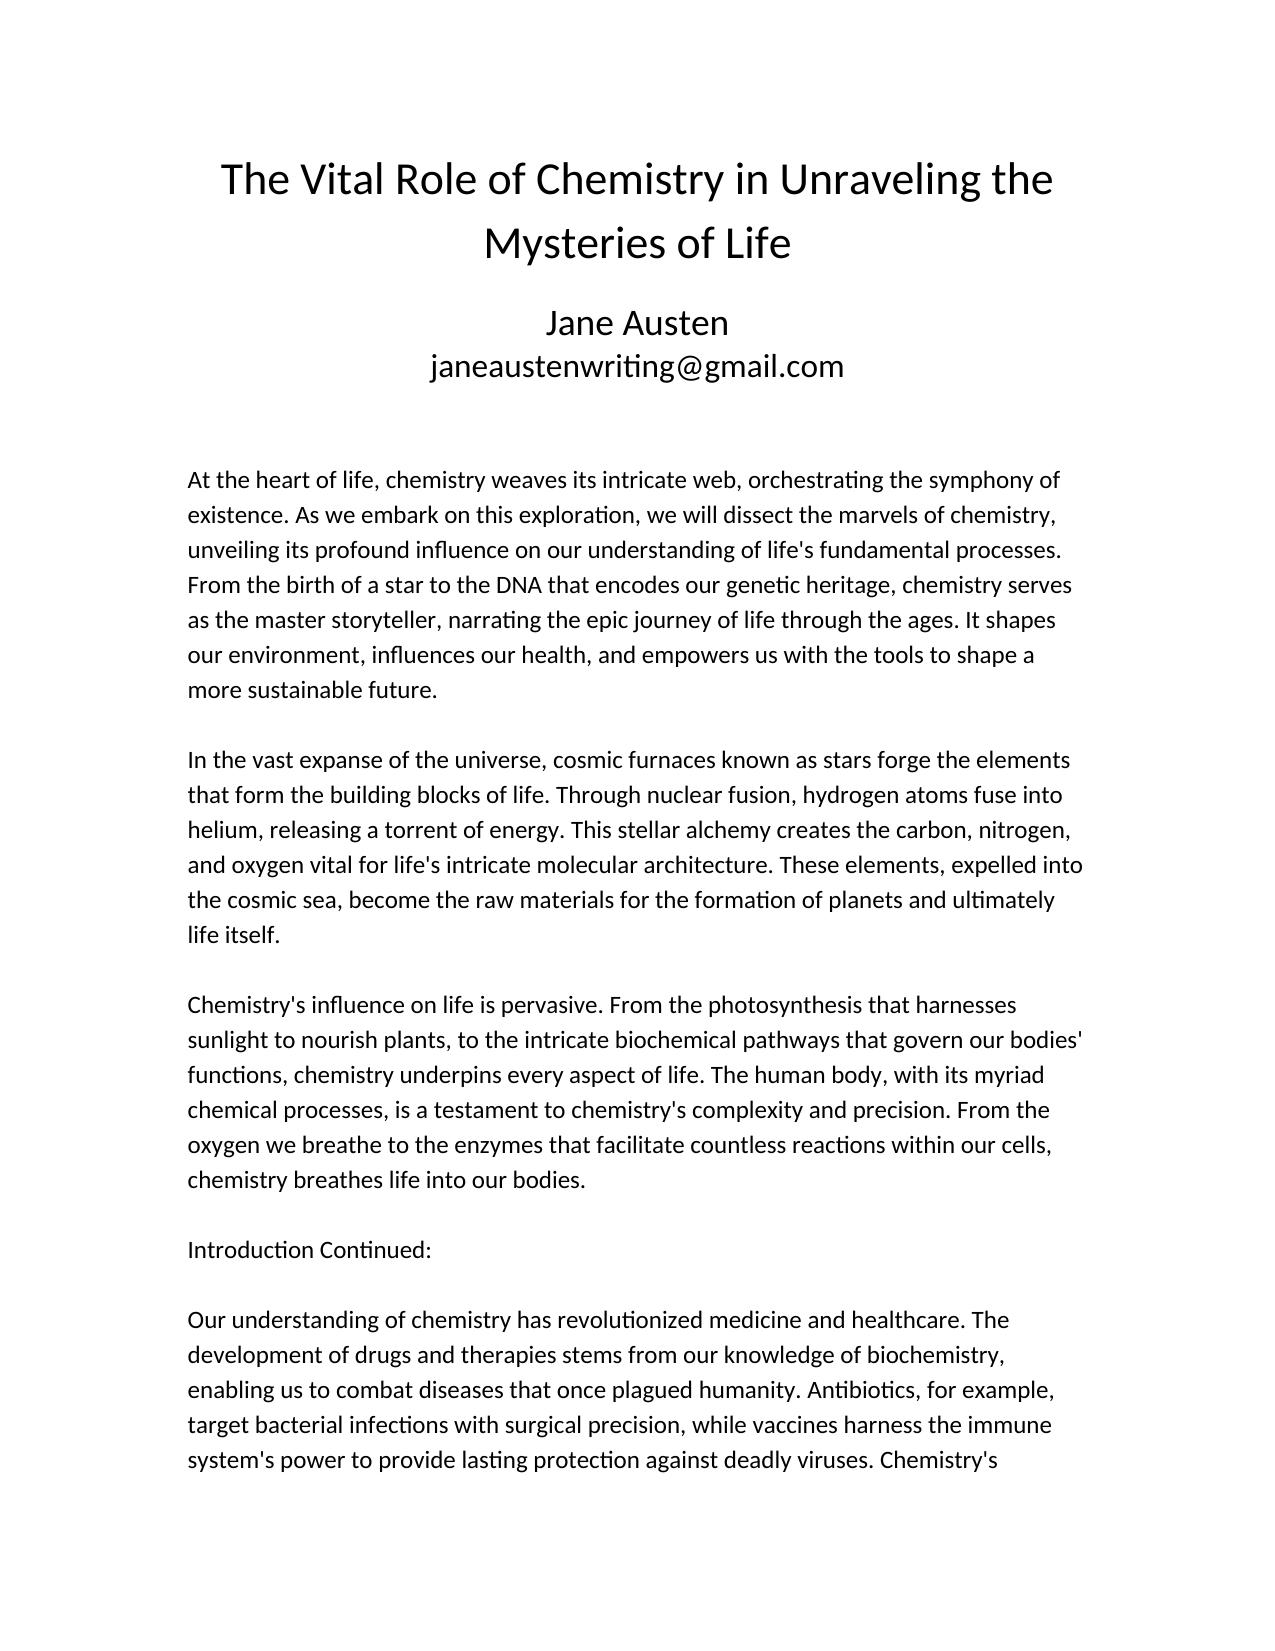 The Vital Role of Chemistry in Unraveling the
Mysteries of Life
Jane Austen
janeaustenwriting@gmail.com
At the heart of life, chemistry weaves its intricate web, orchestrating the symphony of
existence. As we embark on this exploration, we will dissect the marvels of chemistry,
unveiling its profound influence on our understanding of life's fundamental processes.
From the birth of a star to the DNA that encodes our genetic heritage, chemistry serves
as the master storyteller, narrating the epic journey of life through the ages. It shapes
our environment, influences our health, and empowers us with the tools to shape a
more sustainable future.
In the vast expanse of the universe, cosmic furnaces known as stars forge the elements
that form the building blocks of life. Through nuclear fusion, hydrogen atoms fuse into
helium, releasing a torrent of energy. This stellar alchemy creates the carbon, nitrogen,
and oxygen vital for life's intricate molecular architecture. These elements, expelled into
the cosmic sea, become the raw materials for the formation of planets and ultimately
life itself.
Chemistry's influence on life is pervasive. From the photosynthesis that harnesses
sunlight to nourish plants, to the intricate biochemical pathways that govern our bodies'
functions, chemistry underpins every aspect of life. The human body, with its myriad
chemical processes, is a testament to chemistry's complexity and precision. From the
oxygen we breathe to the enzymes that facilitate countless reactions within our cells,
chemistry breathes life into our bodies.
Introduction Continued:
Our understanding of chemistry has revolutionized medicine and healthcare. The
development of drugs and therapies stems from our knowledge of biochemistry,
enabling us to combat diseases that once plagued humanity. Antibiotics, for example,
target bacterial infections with surgical precision, while vaccines harness the immune
system's power to provide lasting protection against deadly viruses. Chemistry's